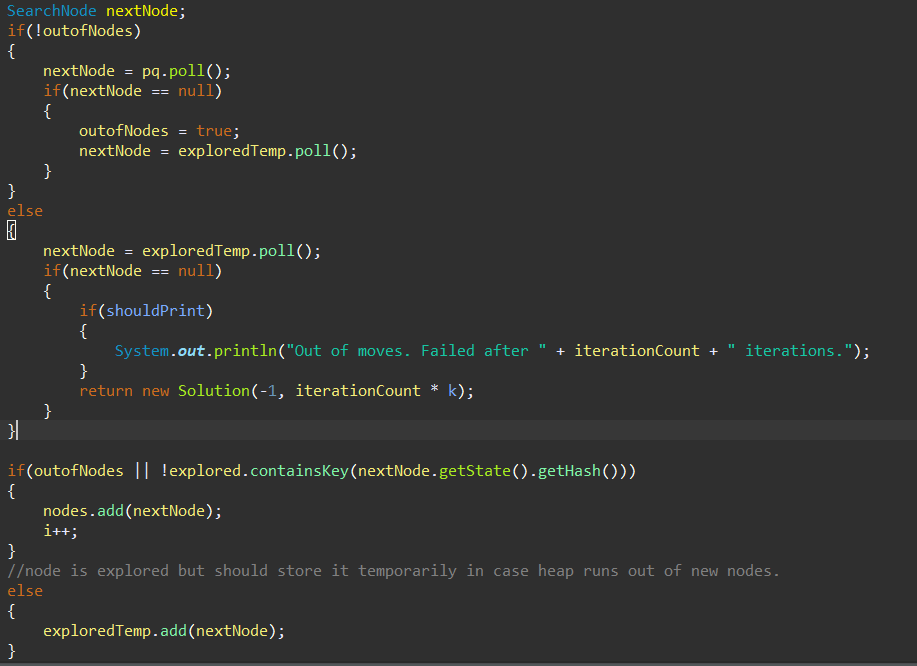 SearchNode nextNode;
if(!outofNodes)
{
    nextNode = pq.poll();
    if(nextNode == null)
    {
        outofNodes = true;
        nextNode = exploredTemp.poll();
    }
}
else
{
    nextNode = exploredTemp.poll();
    if(nextNode == null)
    {
        if(shouldPrint)
        {
            System.out.println("Out of moves. Failed after " + iterationCount + " iterations.");
        }
        return new Solution(-1, iterationCount * k);
    }
}
if(outofNodes || !explored.containsKey(nextNode.getState().getHash()))
{
    nodes.add(nextNode);
    i++;
}
//node is explored but should store it temporarily in case heap runs out of new nodes.
else
{
    exploredTemp.add(nextNode);
}